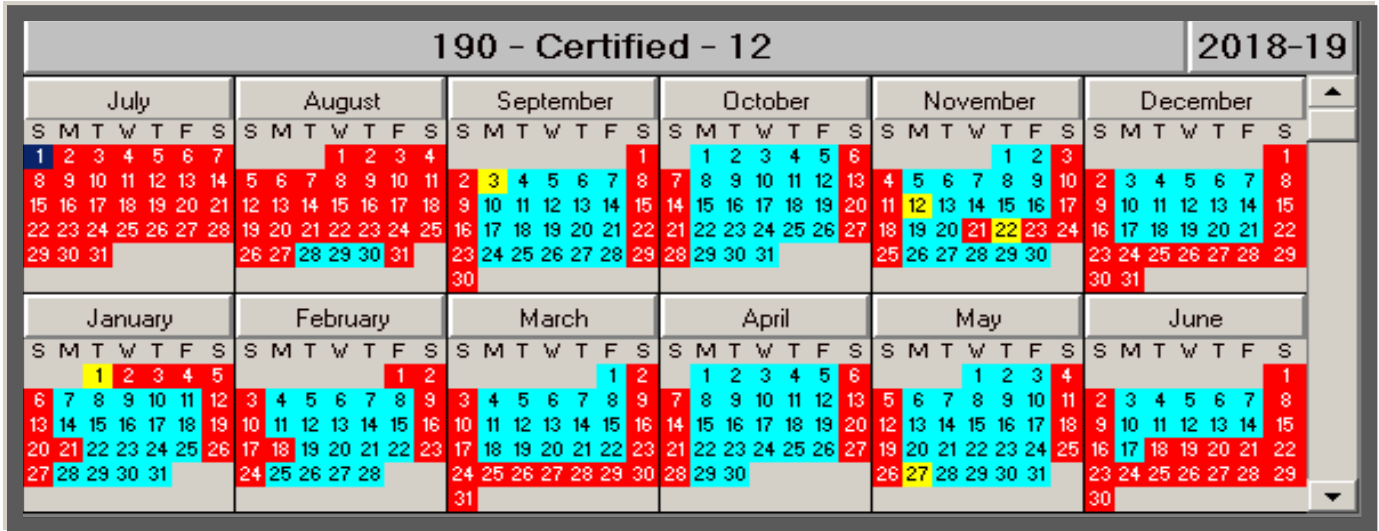 190 - Certified - 12 2018-19
July August September October November December
S M T W T F S S M T W T F S S M T W T F S S M T W T F S S M T W T F S S M T W T F S
1 2 3 4 5 6 7 1 2 3 4 1 1 2 3 4 5 6 1 2 3 1
8 9 10 11 12 13 14 5 6 7 8 9 10 11 2 3 4 5 6 7 8 7 8 9 10 11 12 13 4 5 6 7 8 9 10 2 3 4 5 6 7 8
15 16 17 18 19 20 21 12 13 14 15 16 17 18 9 10 11 12 13 14 15 14 15 16 17 18 19 20 11 12 13 14 15 16 17 9 10 11 12 13 14 15
22 23 24 25 26 27 28 19 20 21 22 23 24 25 16 17 18 19 20 21 22 21 22 23 24 25 26 27 18 19 20 21 22 23 24 16 17 18 19 20 21 22
29 30 31 26 27 28 29 30 31 23 24 25 26 27 28 29 28 29 30 31 25 26 27 28 29 30 23 24 25 26 27 28 29
30 30 31
January February March April May June
S M T W T F S S M T W T F S S M T W T F S S M T W T F S S M T W T F S S M T W T F S
1 2 3 4 5 1 2 1 2 1 2 3 4 5 6 1 2 3 4 1
6 7 8 9 10 11 12 3 4 5 6 7 8 9 3 4 5 6 7 8 9 7 8 9 10 11 12 13 5 6 7 8 9 10 11 2 3 4 5 6 7 8
13 14 15 16 17 18 19 10 11 12 13 14 15 16 10 11 12 13 14 15 16 14 15 16 17 18 19 20 12 13 14 15 16 17 18 9 10 11 12 13 14 15
20 21 22 23 24 25 26 17 18 19 20 21 22 23 17 18 19 20 21 22 23 21 22 23 24 25 26 27 19 20 21 22 23 24 25 16 17 18 19 20 21 22
27 28 29 30 31 24 25 26 27 28 24 25 26 27 28 29 30 28 29 30 26 27 28 29 30 31 23 24 25 26 27 28 29
31 30